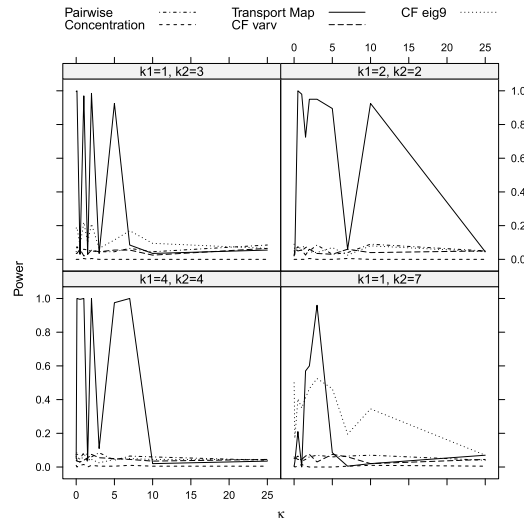 Pairwise Transport Map CF eig9
Concentration CF varv
0 5 10 15 20 25
k1=1, k2=3 k1=2, k2=2
1.0
0.8
0.6
0.4
0.2
0.0
Power
k1=4, k2=4 k1=1, k2=7
1.0
0.8
0.6
0.4
0.2
0.0
0 5 10 15 20 25
κ